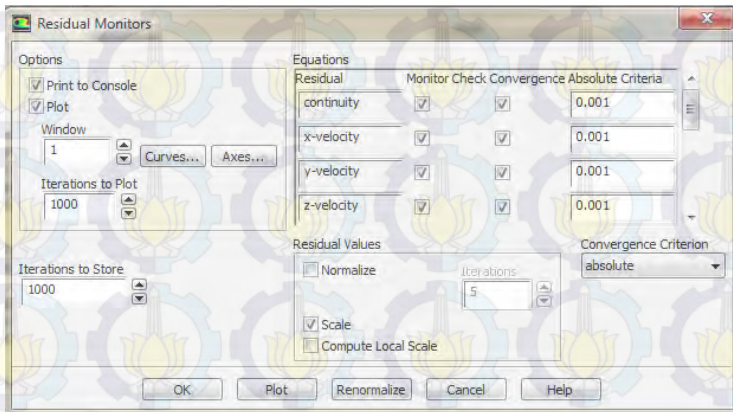 Residual Monitors
Options
Print to Console
Plot
Window
1
Curves...
Axes...
Iterations to Plot
1000
Iterations to Store
1000
Equations
Residual Monitor Check Convergence Absolute Criteria
continuity 0.001
x-velocity 0.001
y-velocity 0.001
z-velocity 0.001
Residual Values
Normalize
Iterations
5
Scale
Compute Local Scale
Convergence Criterion
absolute
OK Plot Renormalize Cancel Help